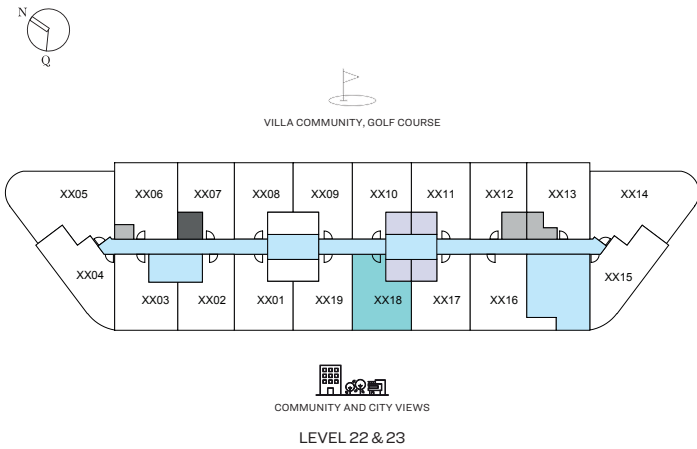 N
Q
VILLA COMMUNITY, GOLF COURSE
XX05 XX06 XX07 XX08 XX09 XX10 XX11 XX12 XX13 XX14
XX04 XX03 XX02 XX01 XX19 XX18 XX17 XX16 XX15
COMMUNITY AND CITY VIEWS
LEVEL 22 & 23